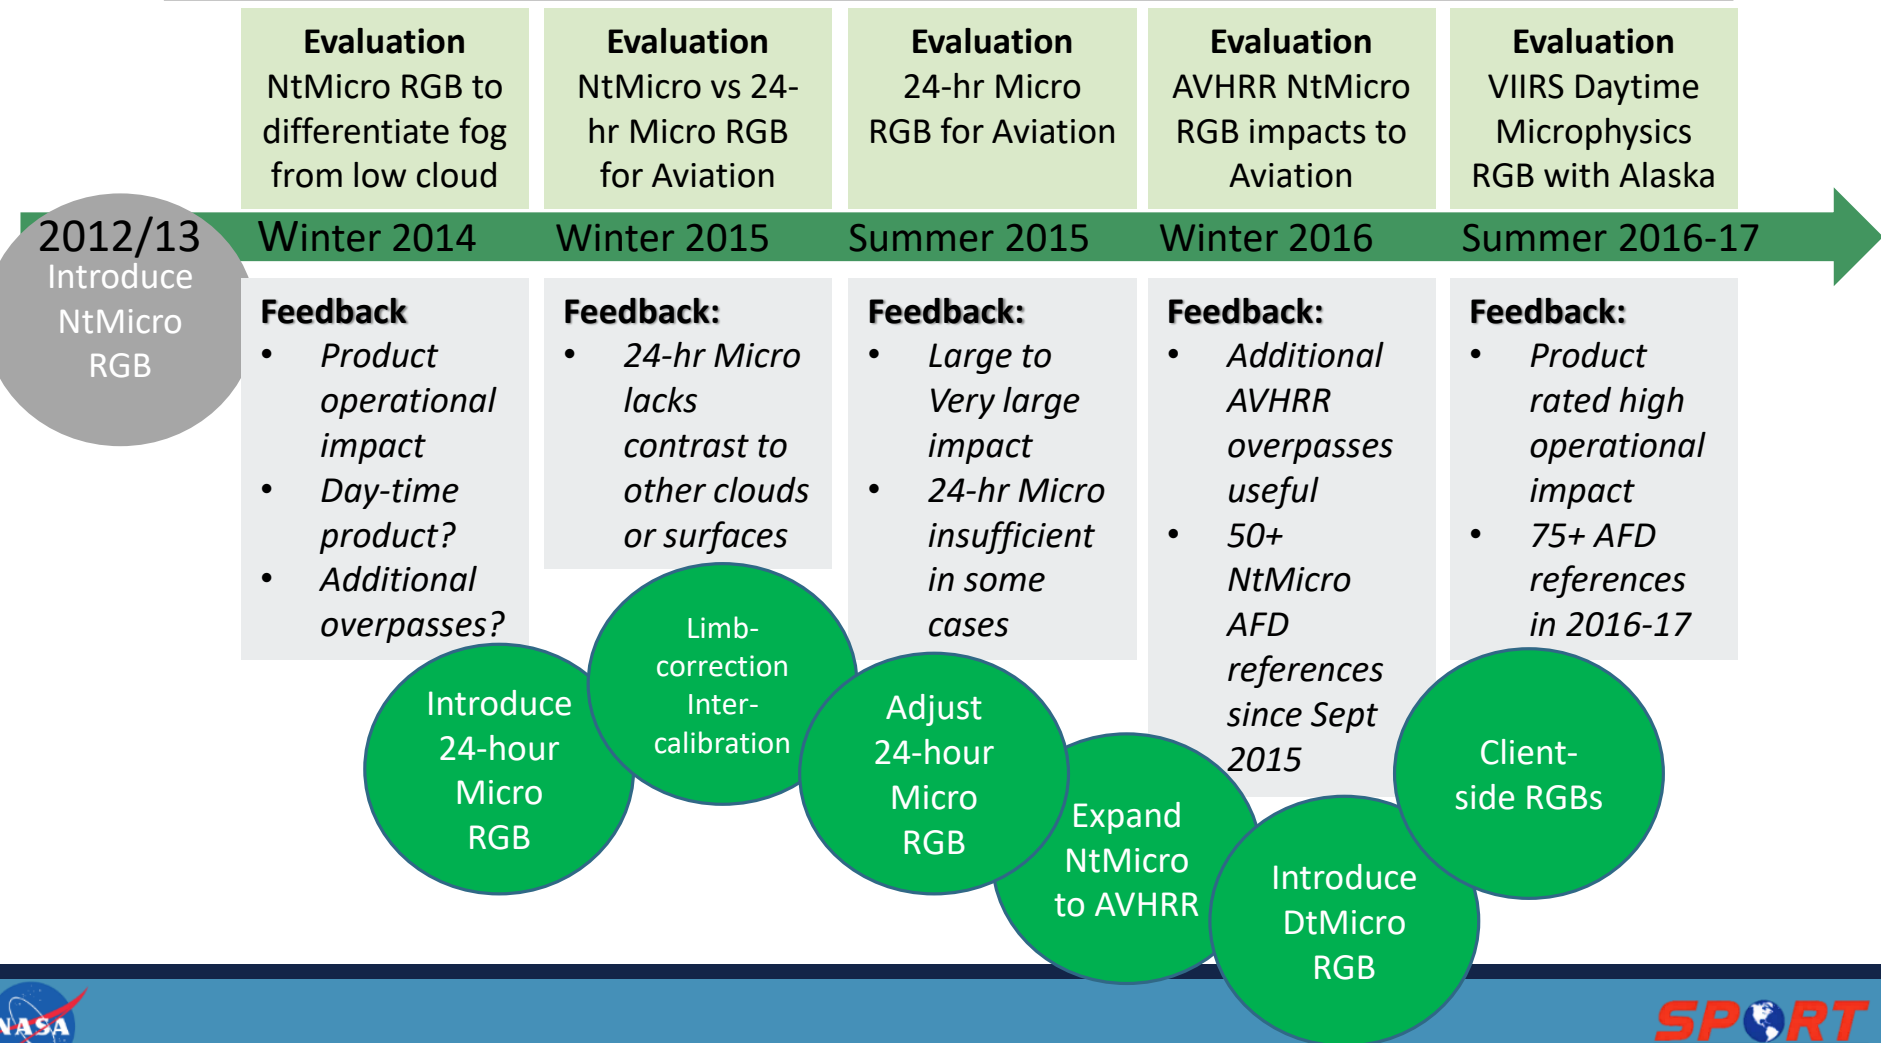 Evaluation
NtMicro RGB to
differentiate fog
from low cloud
Evaluation
NtMicro vs 24-
hr Micro RGB
for Aviation
Evaluation
24-hr Micro
RGB for Aviation
Evaluation
AVHRR NtMicro
RGB impacts to
Aviation
Evaluation
VIIRS Daytime
Microphysics
RGB with Alaska
2012/13
Introduce
NtMicro
RGB
Winter 2014
Winter 2015
Summer 2015
Winter 2016
Summer 2016-17
Feedback
• Product
operational
impact
• Day-time
product?
• Additional
overpasses?
Feedback:
• 24-hr Micro
lacks
contrast to
other clouds
or surfaces
Feedback:
• Large to
Very large
impact
• 24-hr Micro
insufficient
in some
cases
Feedback:
• Additional
AVHRR
overpasses
useful
• 50+
NtMicro
AFD
references
since Sept
2015
Feedback:
• Product
rated high
operational
impact
• 75+ AFD
references
in 2016-17
Introduce
24-hour
Micro
RGB
Limb-
correction
Inter-
calibration
Adjust
24-hour
Micro
RGB
Expand
NtMicro
to AVHRR
Introduce
DtMicro
RGB
Client-
side RGBs
NASA
SPORT